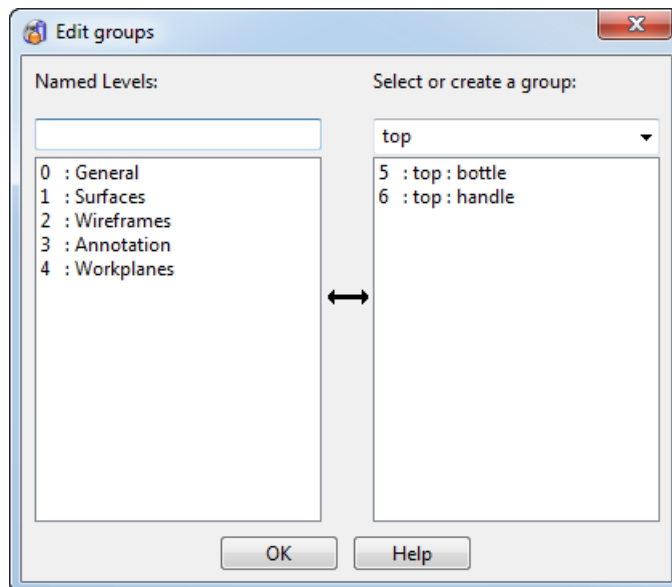 Edit groups
Named Levels:
Select or create a group:
top
0 : General
1 : Surfaces
2 : Wireframes
3 : Annotation
4 : Workplanes
5 : top : bottle
6 : top : handle
OK
Help